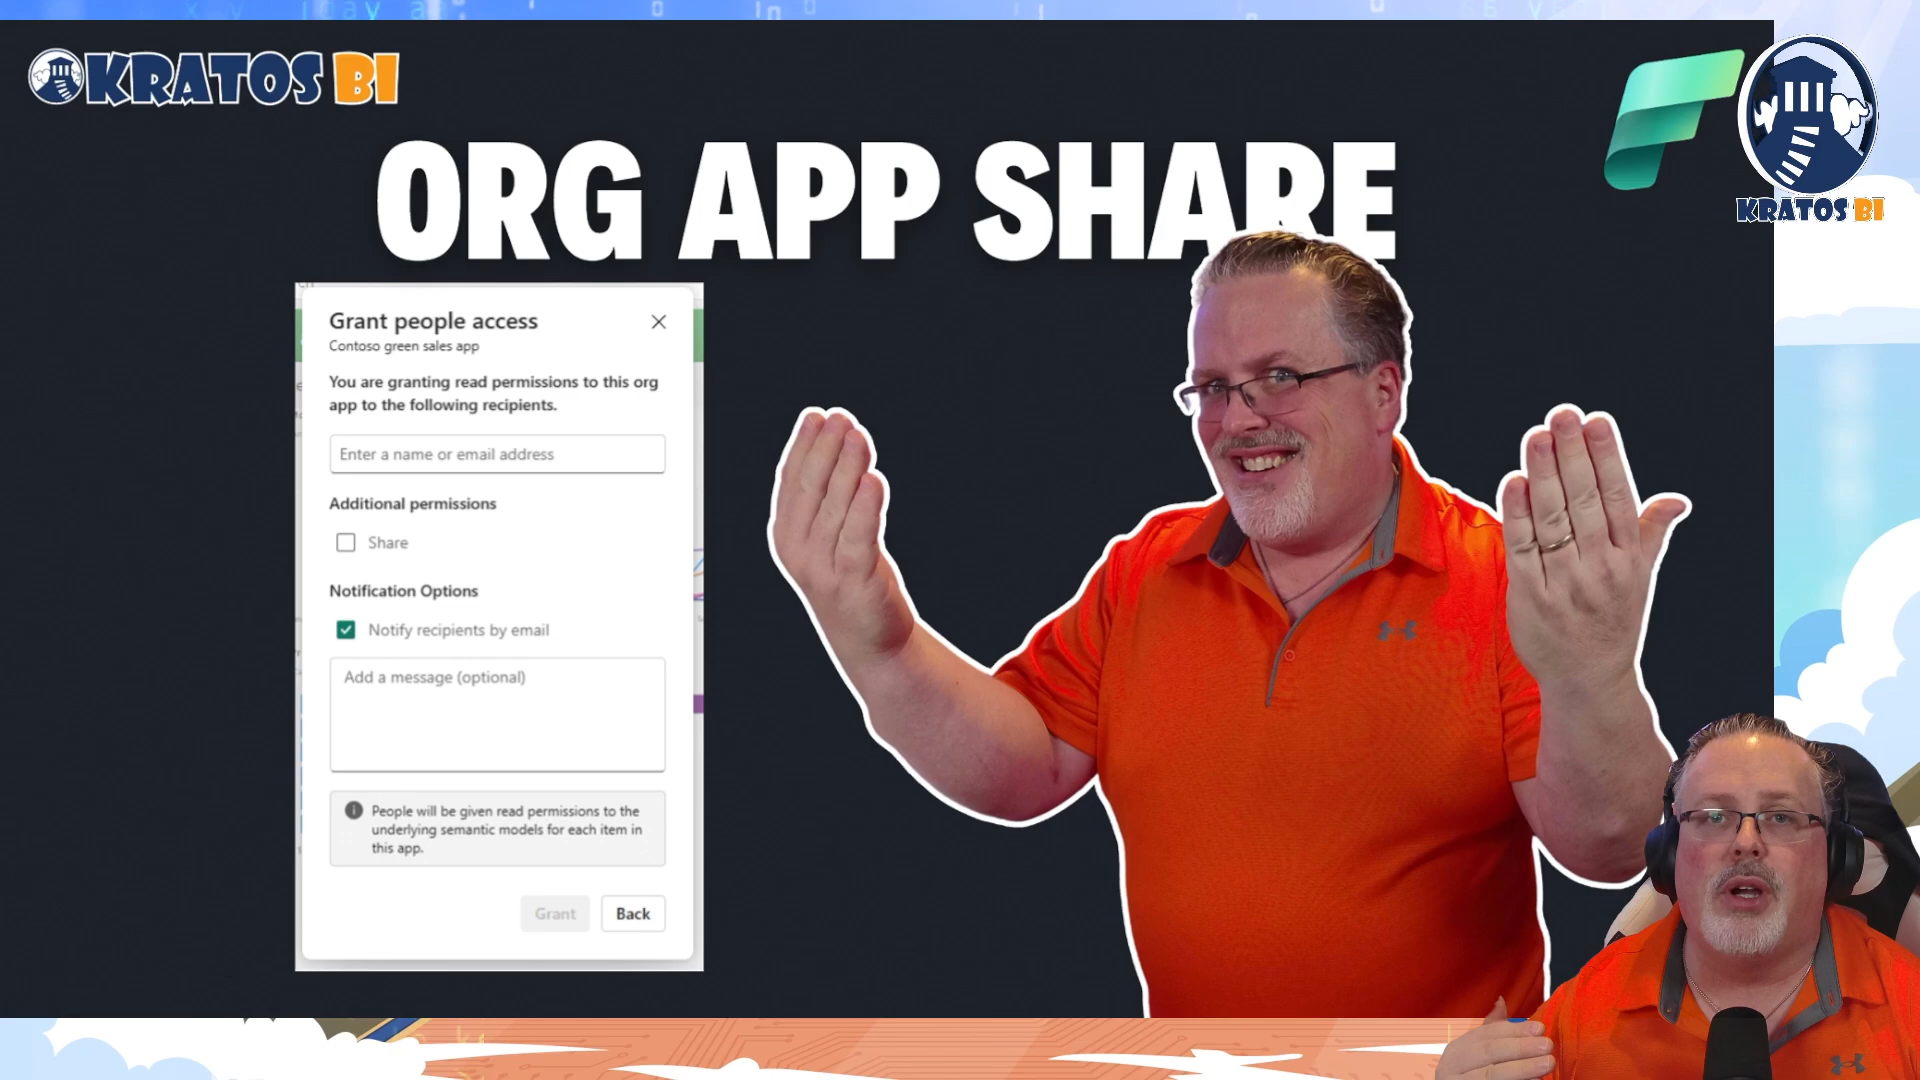 KRATOS BI
ORG APP SHARE
KRATOS BI
Grant people access
Contoso green sales app
You are granting read permissions to this org
app to the following recipients.
Enter a name or email address
Additional permissions
Share
Notification Options
Notify recipients by email
Add a message (optional)
People will be given read permissions to the
underlying semantic models for each item in
this app.
Grant
Back